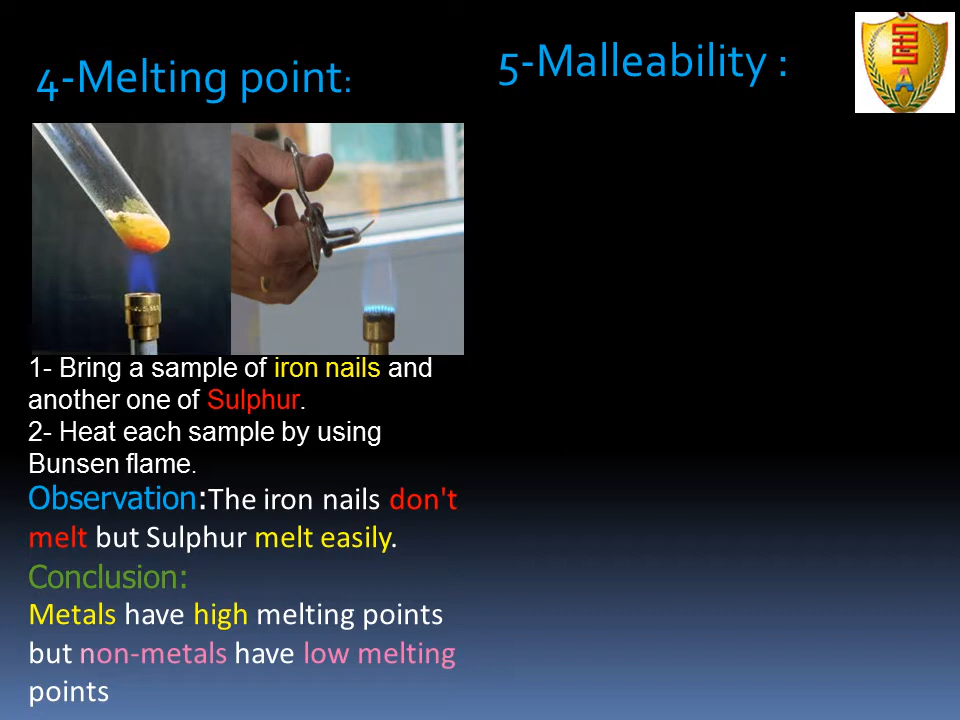 4-Melting point:
5-Malleability :
1- Bring a sample of iron nails and
another one of Sulphur.
2- Heat each sample by using
Bunsen flame.
Observation:The iron nails don't
melt but Sulphur melt easily.
Conclusion:
Metals have high melting points
but non-metals have low melting
points